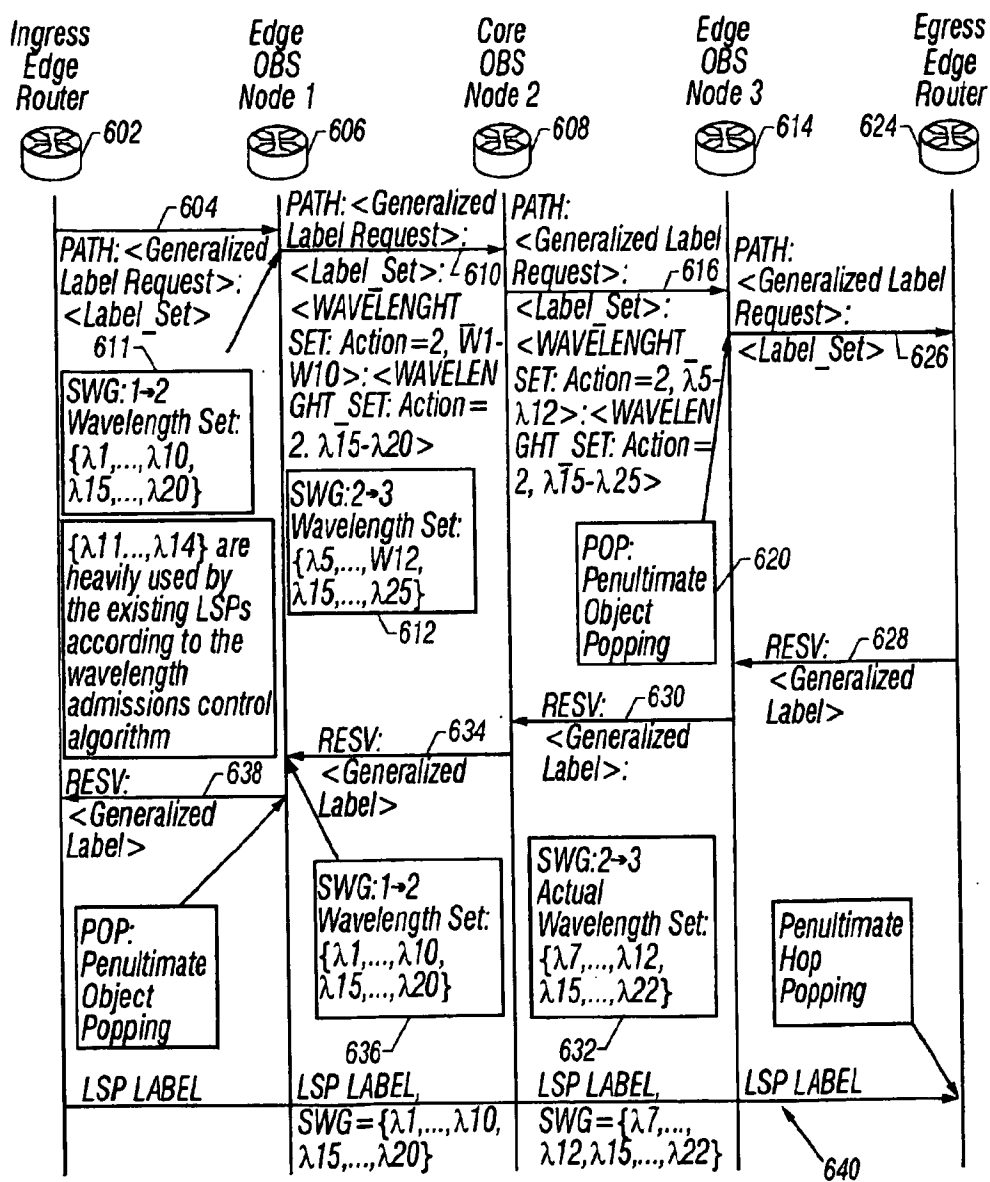 Ingress
Edge
Router
602
Edge
OBS
Node 1
606
Core
OBS
Node 2
608
Edge
OBS
Node 3
614
Egress
Edge
Router
624
604
PATH: <Generalized
Label Request>:
<Label_Set>
611
SWG:1→2
Wavelength Set:
{λ1,...,λ10,
λ15,...,λ20}
{λ11...,λ14} are
heavily used by
the existing LSPs
according to the
wavelength
admissions control
algorithm
PATH: <Generalized
Label Request>:
<Label_Set>: 610
<WAVELENGHT_
SET: Action=2, W1-
W10>:<WAVELEN
GHT_SET: Action=
2. λ15-λ20>
SWG:2→3
Wavelength Set:
{λ5,...,W12,
λ15,...,λ25}
612
PATH:
<Generalized Label
Request>: 616
<Label_Set>:
<WAVELENGHT_
SET: Action=2, λ5-
λ12>:<WAVELEN
GHT_SET: Action=
2, λ15-λ25>
POP:
Penultimate
Object
Popping
620
PATH:
<Generalized Label
Request>:
<Label_Set> 626
RESV: 628
<Generalized
Label>
RESV: 630
<Generalized
Label>:
RESV: 634
<Generalized
Label>
RESV: 638
<Generalized
Label>
POP:
Penultimate
Object
Popping
SWG:1→2
Wavelength Set:
{λ1,...,λ10,
λ15,...,λ20}
636
SWG:2→3
Actual
Wavelength Set:
{λ7,...,λ12,
λ15,...,λ22}
632
Penultimate
Hop
Popping
LSP LABEL
LSP LABEL,
SWG={λ1,...,λ10,
λ15,...,λ20}
LSP LABEL,
SWG={λ7,...,
λ12,λ15,...,λ22}
LSP LABEL
640